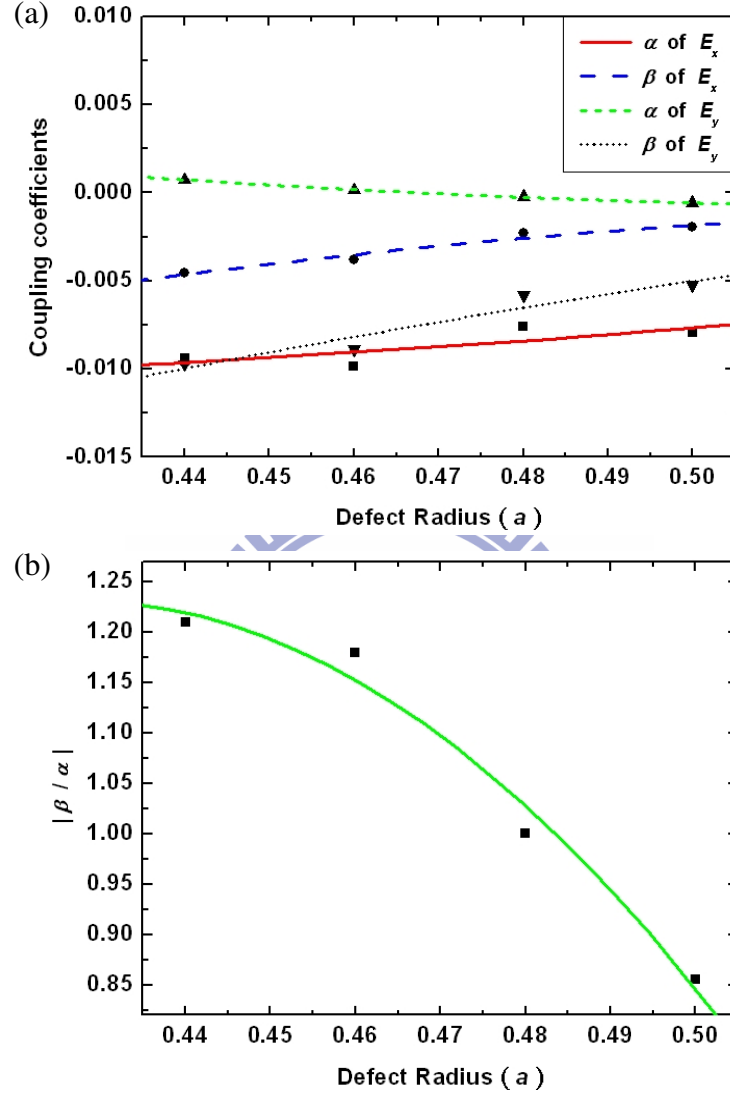 (a)
0.010
0.005
0.000
-0.005
-0.010
-0.015
Coupling coefficients
α of Ex
β of Ex
α of Ey
β of Ey
0.44 0.45 0.46 0.47 0.48 0.49 0.50
Defect Radius ( a )
(b)
1.25
1.20
1.15
1.10
1.05
1.00
0.95
0.90
0.85
| β / α |
0.44 0.45 0.46 0.47 0.48 0.49 0.50
Defect Radius ( a )